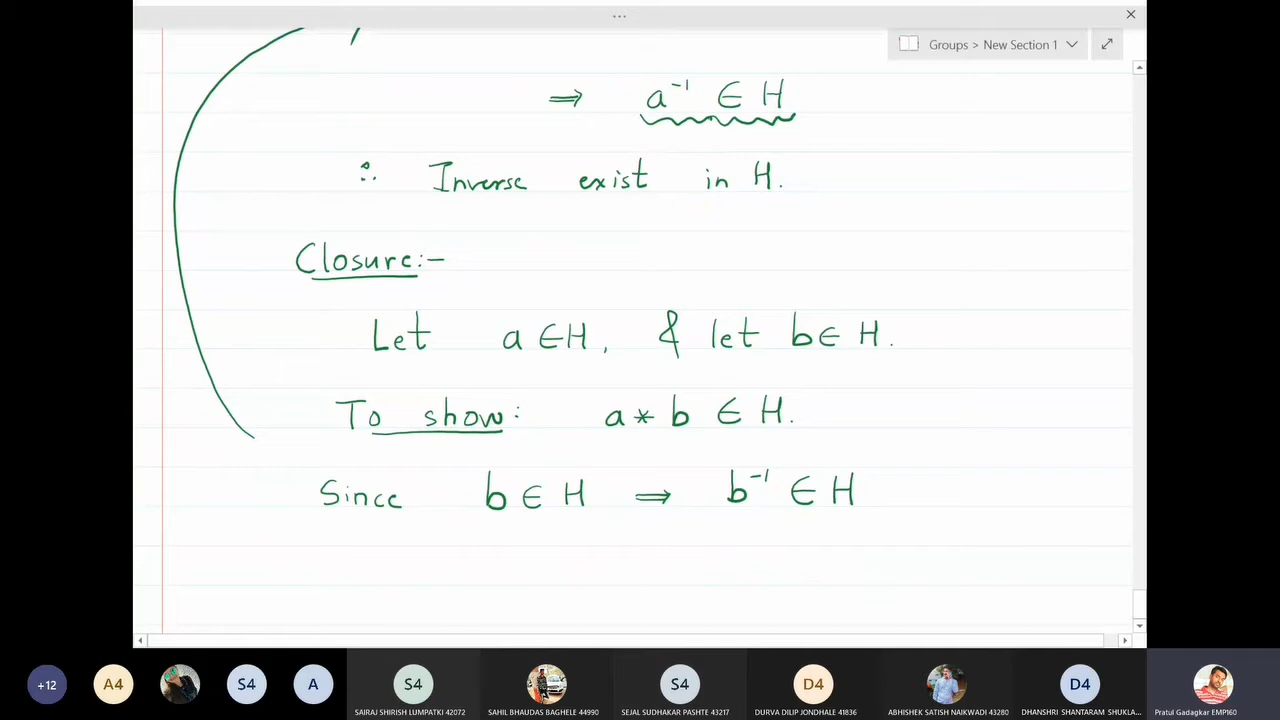 Groups > New Section 1
⇒ a⁻¹ ∈ H
∴ Inverse exist in H.
Closure:-
Let a ∈ H, & let b ∈ H.
To show: a * b ∈ H.
Since b ∈ H ⇒ b⁻¹ ∈ H
+12 A4 S4 A S4 S4 D4 D4
SAIRAJ SHIRISH LUMPATKI 42072 SAHIL BHAUDAS BAGHELE 44990 SEJAL SUDHAKAR PASHTE 43217 DURVA DILIP JONDHALE 41836 ABHISHEK SATISH NAIKWADI 43280 DHANSHRI SHANTARAM SHUKLA... Pratul Gadagkar EMP160